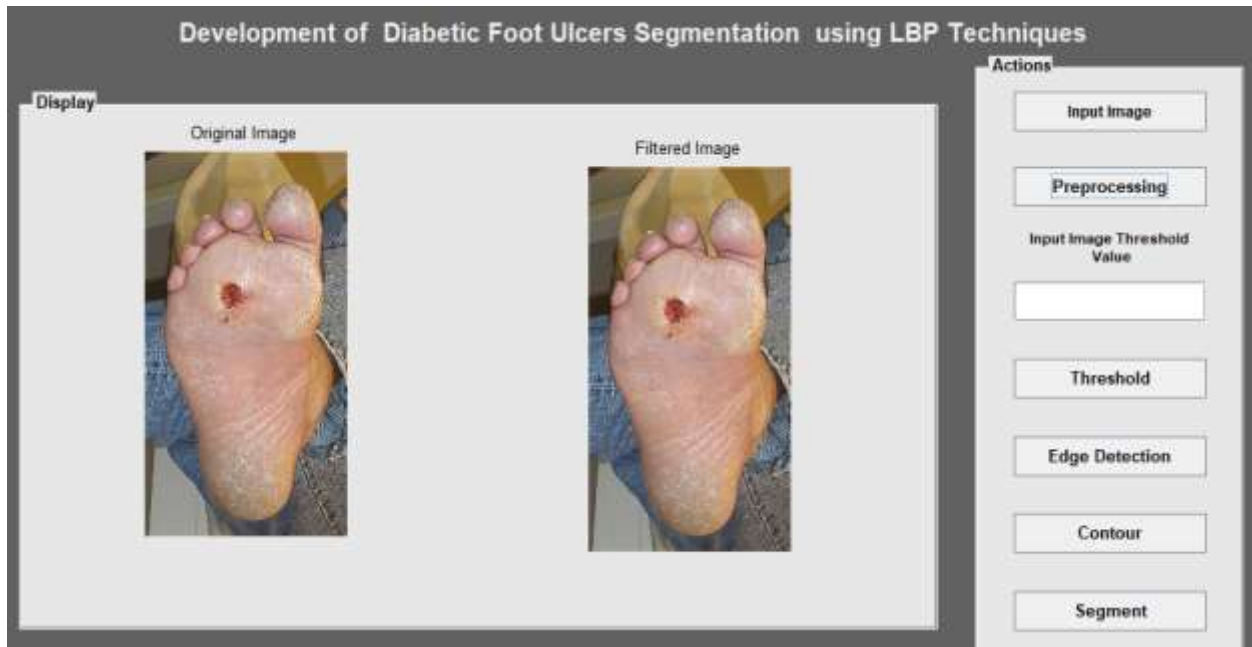 Development of Diabetic Foot Ulcers Segmentation using LBP Techniques
Display
Original Image
Filtered Image
Actions
Input Image
Preprocessing
Input Image Threshold
Value
Threshold
Edge Detection
Contour
Segment